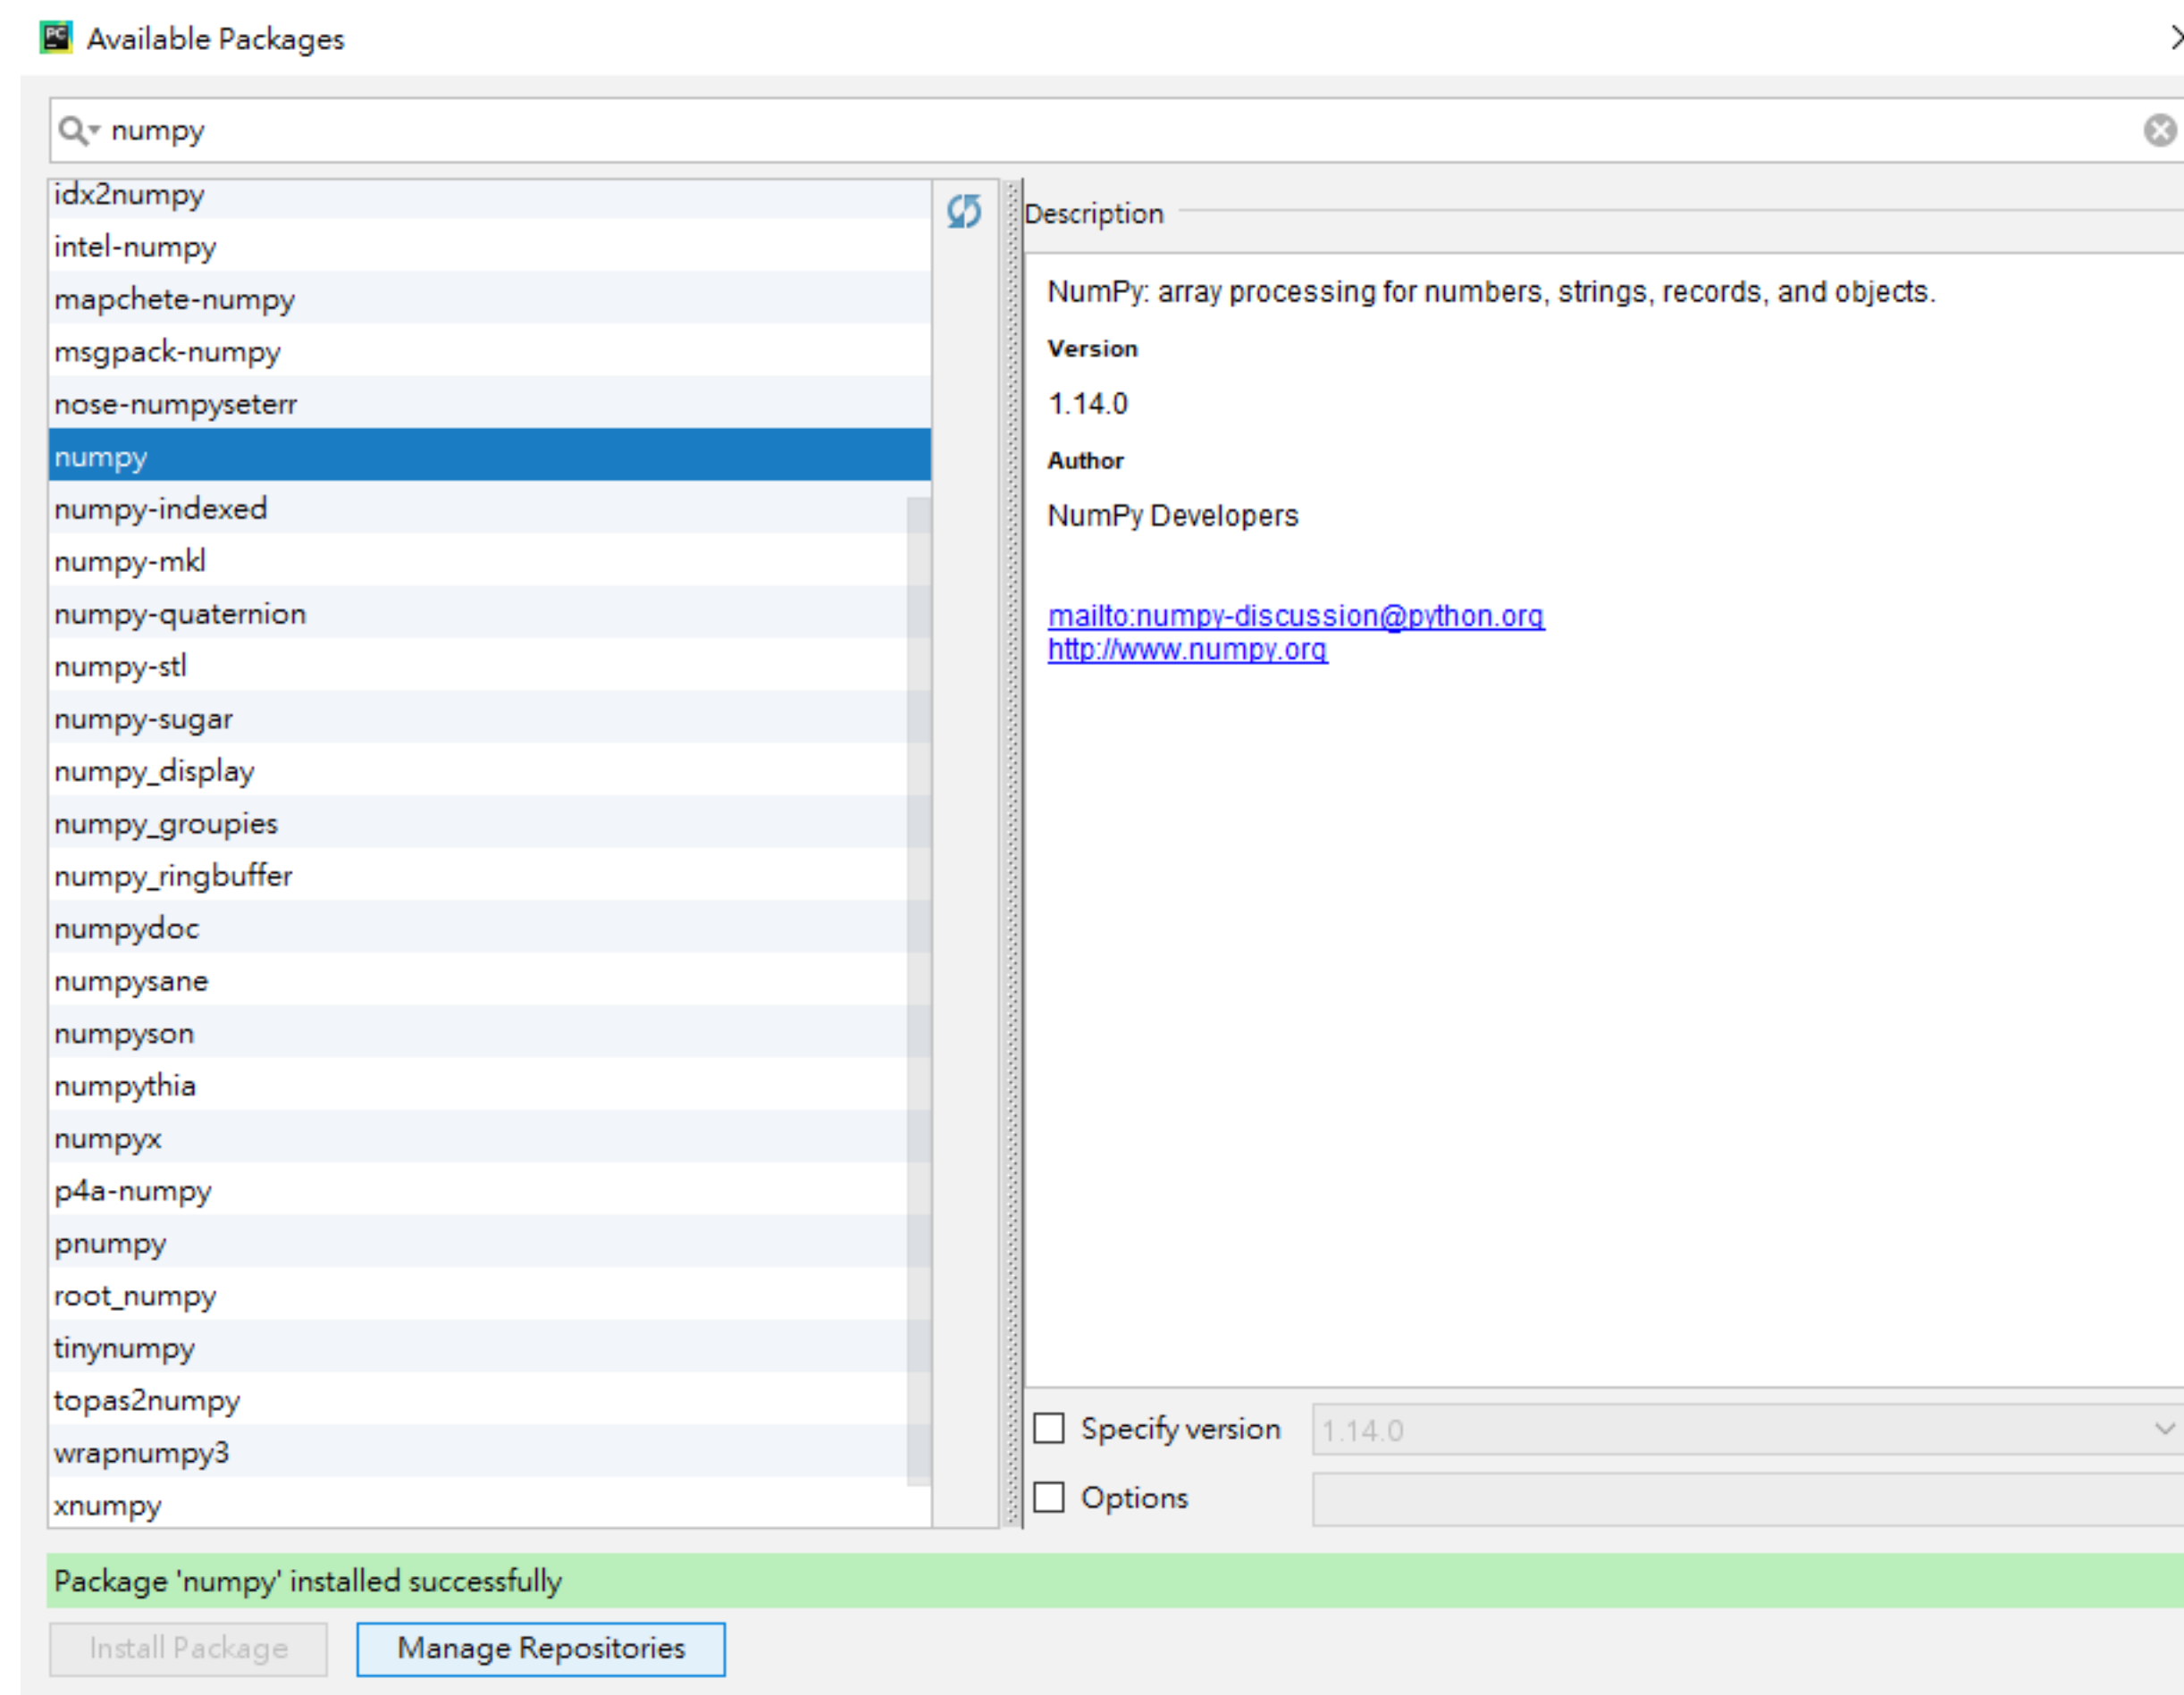 PC Available Packages
numpy
idx2numpy
intel-numpy
mapchete-numpy
msgpack-numpy
nose-numpyseterr
numpy
numpy-indexed
numpy-mkl
numpy-quaternion
numpy-stl
numpy-sugar
numpy_display
numpy_groupies
numpy_ringbuffer
numpydoc
numpysane
numpyson
numpythia
numpyx
p4a-numpy
pnumpy
root_numpy
tinynumpy
topas2numpy
wrapnumpy3
xnumpy
Description
NumPy: array processing for numbers, strings, records, and objects.
Version
1.14.0
Author
NumPy Developers
mailto:numpy-discussion@python.org
http://www.numpy.org
Specify version 1.14.0
Options
Package 'numpy' installed successfully
Install Package Manage Repositories